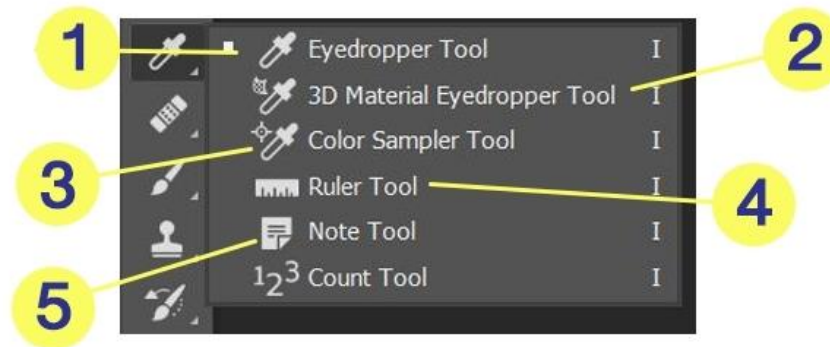 1 Eyedropper Tool I
2
3D Material Eyedropper Tool I
3 Color Sampler Tool I
Ruler Tool I
4
5 Note Tool I
123 Count Tool I